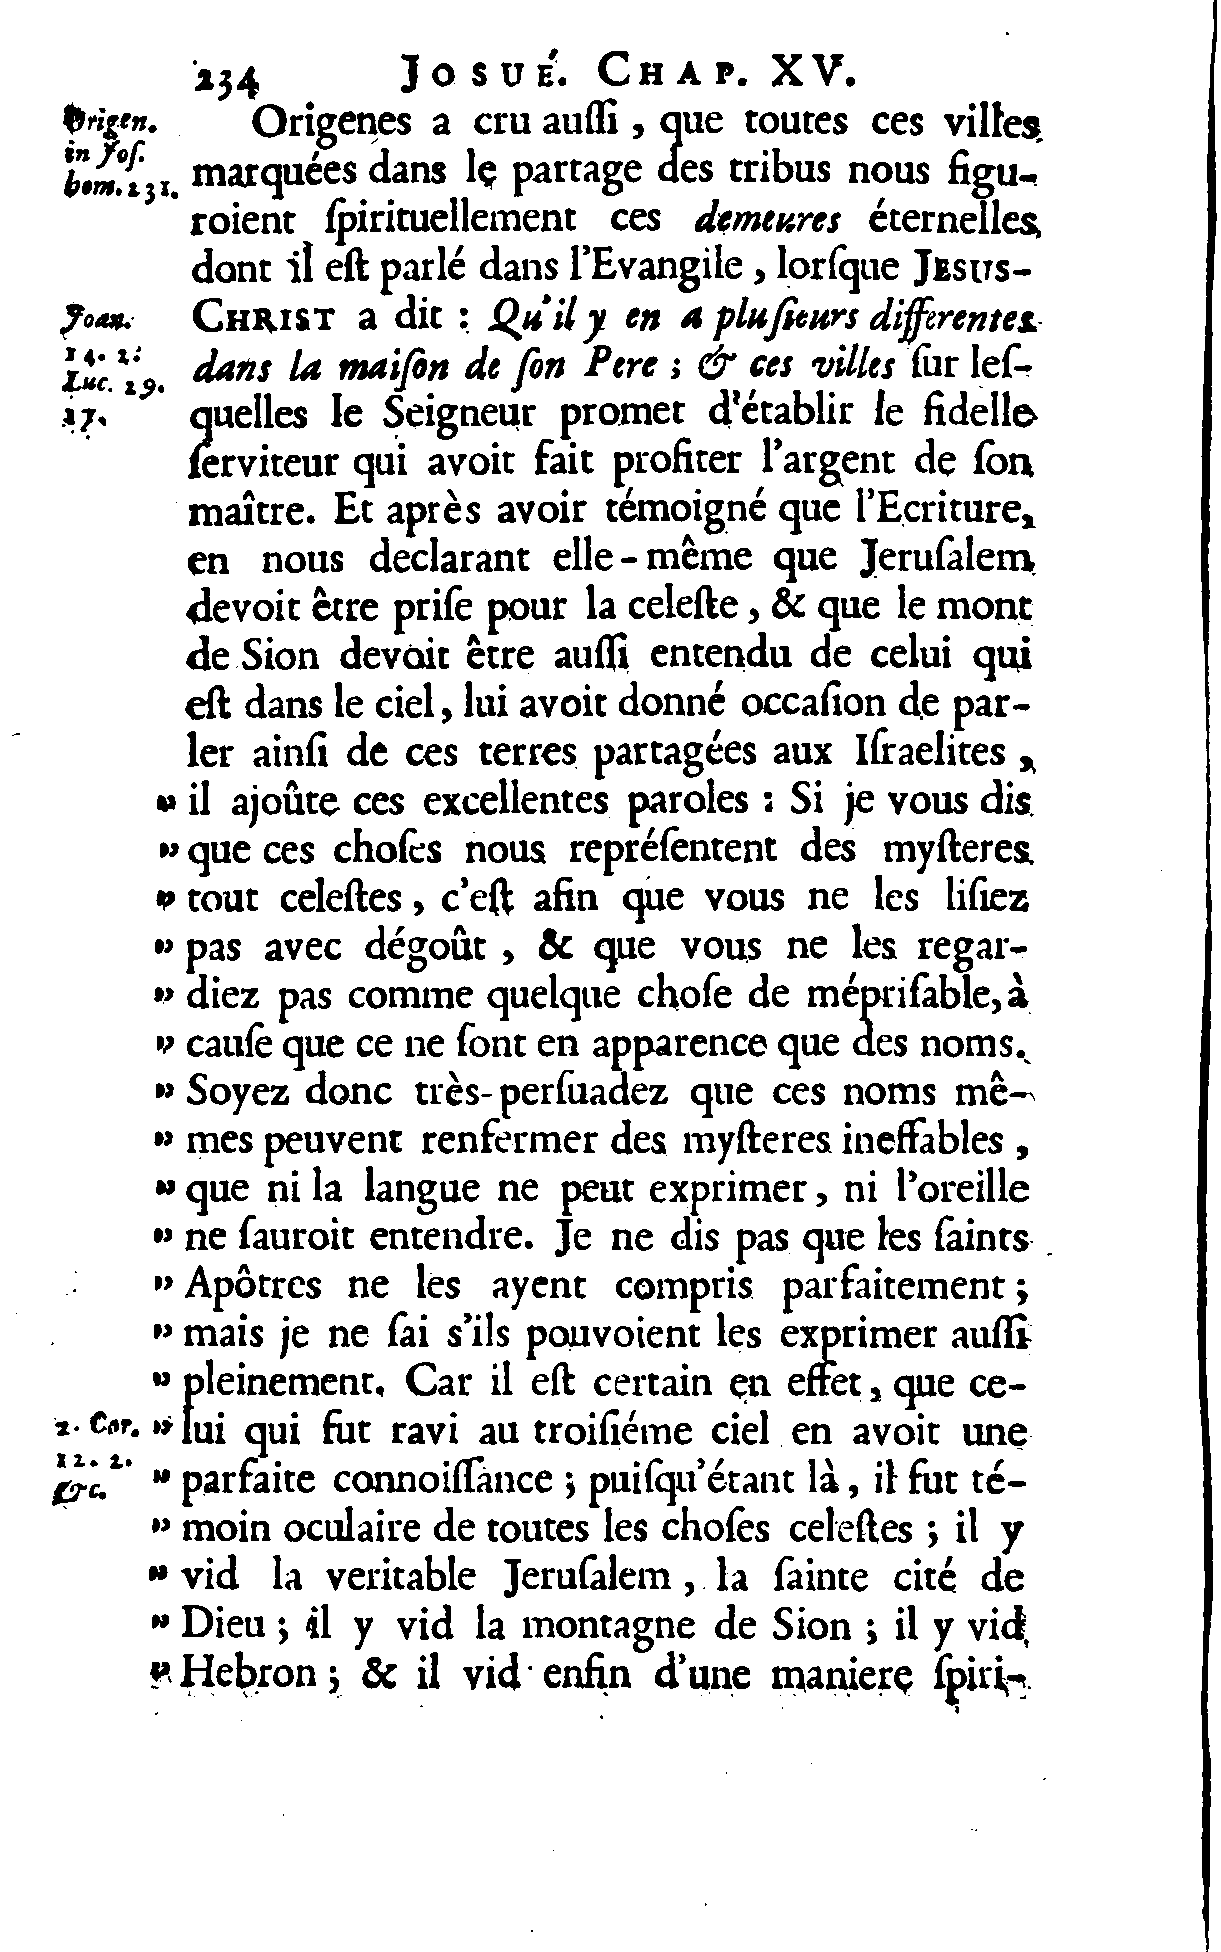 234 JOSUÉ. CHAP. XV.
Origen.
in Jos.
hom. 231.
Origenes a cru auſſi, que toutes ces villes
marquées dans le partage des tribus nous figu-
roient ſpirituellement ces demeures éternelles,
dont il eſt parlé dans l'Evangile, lorſque JESUS-
Joan.
14. 2.
Luc. 19.
17.
CHRIST a dit : Qu'il y en a pluſieurs differentes
dans la maiſon de ſon Pere ; & ces villes ſur leſ-
quelles le Seigneur promet d'établir le fidelle
ſerviteur qui avoit fait profiter l'argent de ſon
maître. Et après avoir témoigné que l'Ecriture,
en nous declarant elle-même que Jeruſalem
devoit être priſe pour la celeſte, & que le mont
de Sion devoit être auſſi entendu de celui qui
eſt dans le ciel, lui avoit donné occaſion de par-
ler ainſi de ces terres partagées aux Iſraelites,
" il ajoûte ces excellentes paroles : Si je vous dis
" que ces choſes nous repréſentent des myſteres
" tout celeſtes, c'eſt afin que vous ne les liſiez
" pas avec dégoût, & que vous ne les regar-
" diez pas comme quelque choſe de mépriſable, à
" cauſe que ce ne ſont en apparence que des noms.
" Soyez donc très-perſuadez que ces noms mê-
" mes peuvent renfermer des myſteres ineffables,
" que ni la langue ne peut exprimer, ni l'oreille
" ne ſauroit entendre. Je ne dis pas que les ſaints
" Apôtres ne les ayent compris parfaitement ;
" mais je ne ſai s'ils pouvoient les exprimer auſſi
" pleinement. Car il eſt certain en effet, que ce-
2. Cor.
12. 2.
&c.
" lui qui fut ravi au troiſiéme ciel en avoit une
" parfaite connoiſſance ; puiſqu'étant là, il fut té-
" moin oculaire de toutes les choſes celeſtes ; il y
" vid la veritable Jeruſalem, la ſainte cité de
" Dieu ; il y vid la montagne de Sion ; il y vid
" Hebron ; & il vid enfin d'une maniere ſpiri-